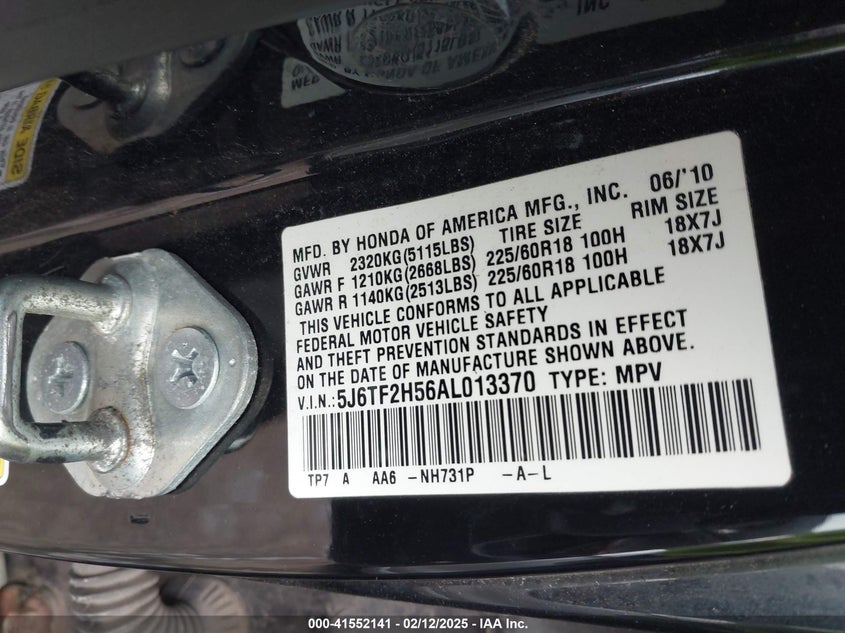 MFD. BY HONDA OF AMERICA MFG., INC. 06/'10
GVWR 2320KG(5115LBS) TIRE SIZE RIM SIZE
GAWR F 1210KG(2668LBS) 225/60R18 100H 18X7J
GAWR R 1140KG(2513LBS) 225/60R18 100H 18X7J
THIS VEHICLE CONFORMS TO ALL APPLICABLE
FEDERAL MOTOR VEHICLE SAFETY
AND THEFT PREVENTION STANDARDS IN EFFECT
ON THE DATE OF MANUFACTURE SHOWN ABOVE.
V.I.N.:5J6TF2H56AL013370 TYPE: MPV
TP7 A AA6 -NH731P -A-L
SIDE AIRBAG
000-41552141 - 02/12/2025 - IAA Inc.